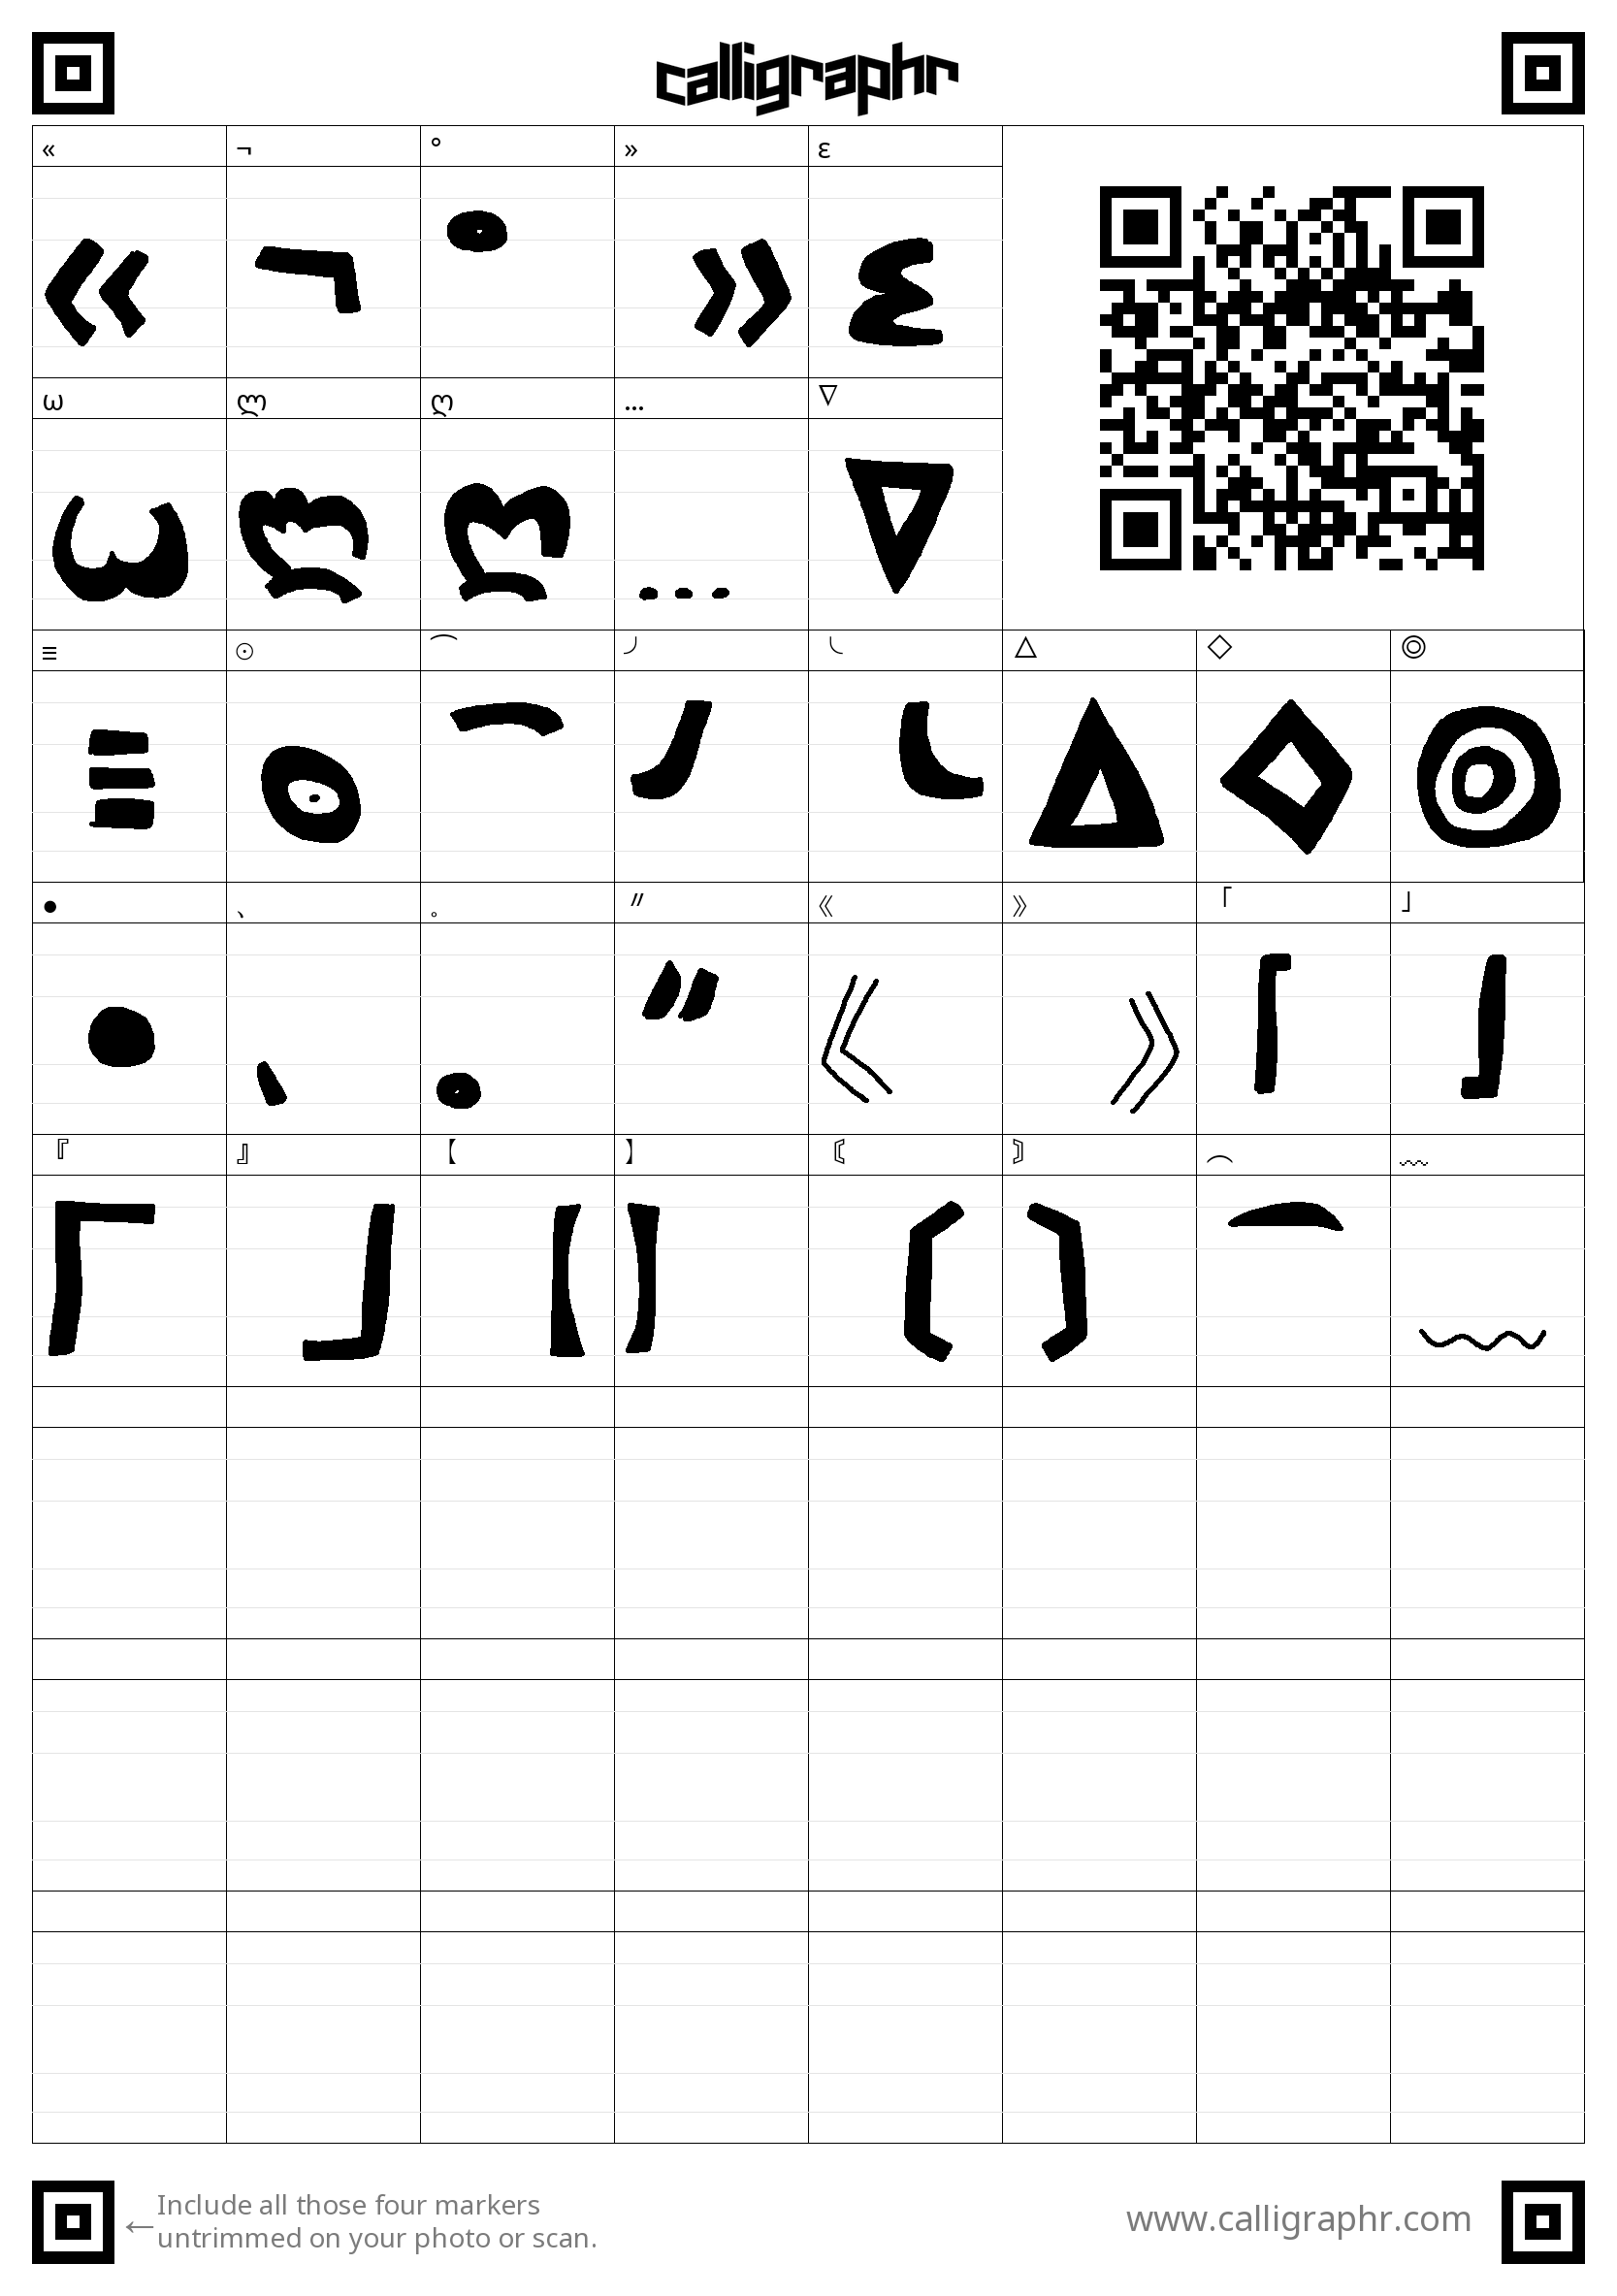 calligraphr
« ¬ ° » ε
« ¬ ° » ε
ω ლ ღ … ∇
ω ლ ღ … ∇
≡ ⊙ ⌒ ╯ ╰ △ ◇ ◎
≡ ⊙ ⌒ ╯ ╰ △ ◇ ◎
● 、 。 〃 《 》 「 」
● 、 。 〃 《 》 「 」
『 』 【 】 〘 〙 ︵ ﹏
『 』 【 】 〘 〙 ︵ ﹏
←Include all those four markers
untrimmed on your photo or scan.
www.calligraphr.com